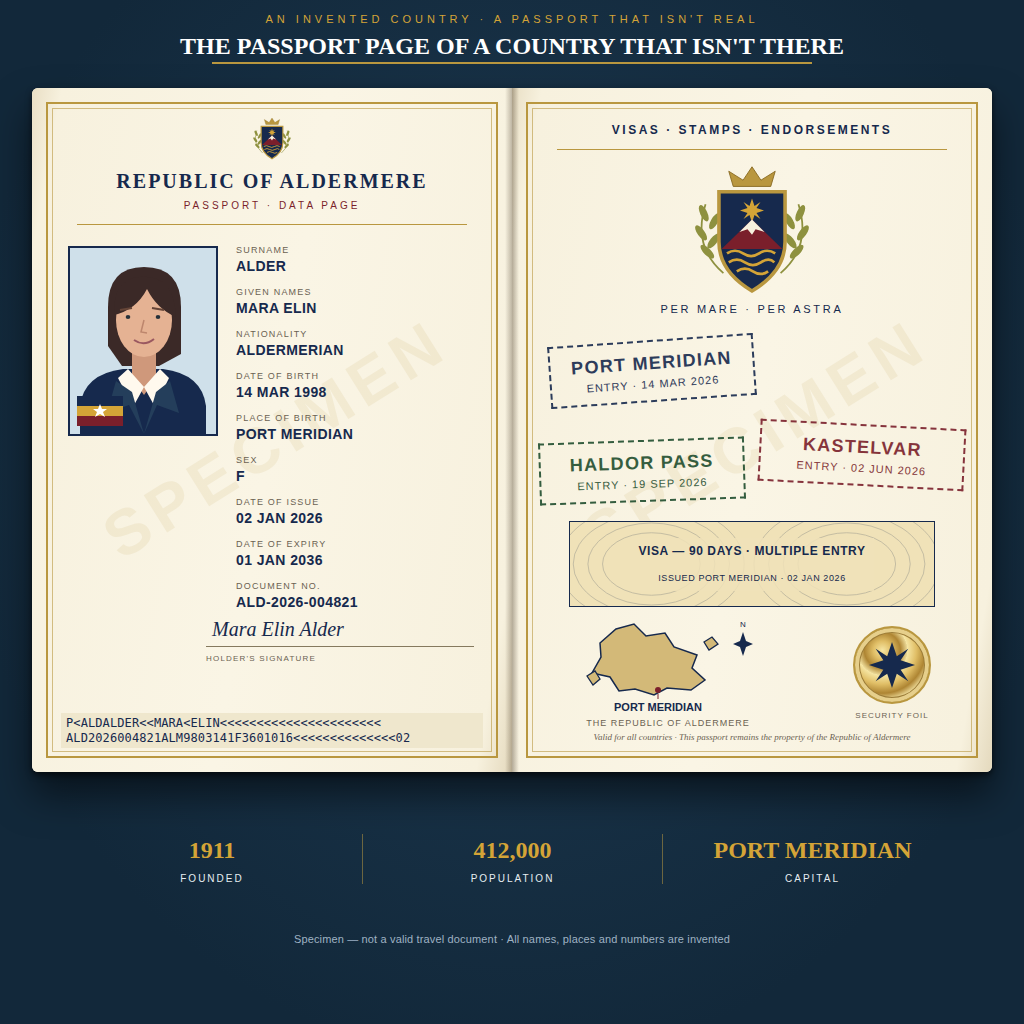 AN INVENTED COUNTRY · A PASSPORT THAT ISN'T REAL
THE PASSPORT PAGE OF A COUNTRY THAT ISN'T THERE
REPUBLIC OF ALDERMERE
PASSPORT · DATA PAGE
SURNAME
ALDER
GIVEN NAMES
MARA ELIN
NATIONALITY
ALDERMERIAN
DATE OF BIRTH
14 MAR 1998
PLACE OF BIRTH
PORT MERIDIAN
SEX
F
DATE OF ISSUE
02 JAN 2026
DATE OF EXPIRY
01 JAN 2036
DOCUMENT NO.
ALD-2026-004821
Mara Elin Alder
HOLDER'S SIGNATURE
SPECIMEN
P<ALDALDER<<MARA<ELIN<<<<<<<<<<<<<<<<<<<<<<
ALD2026004821ALM9803141F3601016<<<<<<<<<<<<<<02
VISAS · STAMPS · ENDORSEMENTS
PER MARE · PER ASTRA
PORT MERIDIAN
ENTRY · 14 MAR 2026
KASTELVAR
ENTRY · 02 JUN 2026
HALDOR PASS
ENTRY · 19 SEP 2026
SPECIMEN
VISA — 90 DAYS · MULTIPLE ENTRY
ISSUED PORT MERIDIAN · 02 JAN 2026
N
PORT MERIDIAN
THE REPUBLIC OF ALDERMERE
SECURITY FOIL
Valid for all countries · This passport remains the property of the Republic of Aldermere
1911
FOUNDED
412,000
POPULATION
PORT MERIDIAN
CAPITAL
Specimen — not a valid travel document · All names, places and numbers are invented